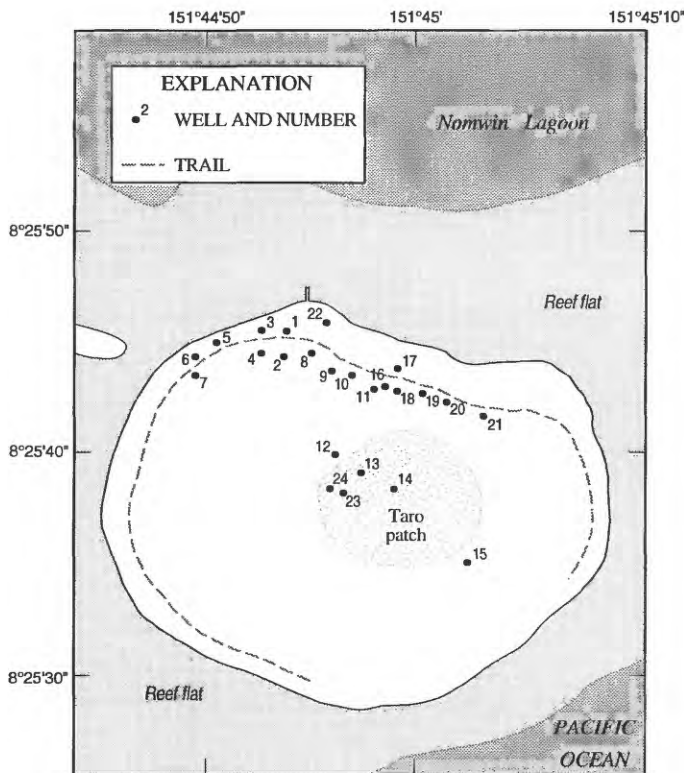 151°44'50" 151°45' 151°45'10"
EXPLANATION
2 WELL AND NUMBER
TRAIL
Nomwin Lagoon
8°25'50"
Reef flat
22
3 1
5
17
6 4 2 8
7 9 10 16
11 18 19 20
21
8°25'40"
12
13
24 14
23
Taro
patch
15
8°25'30"
Reef flat
PACIFIC
OCEAN